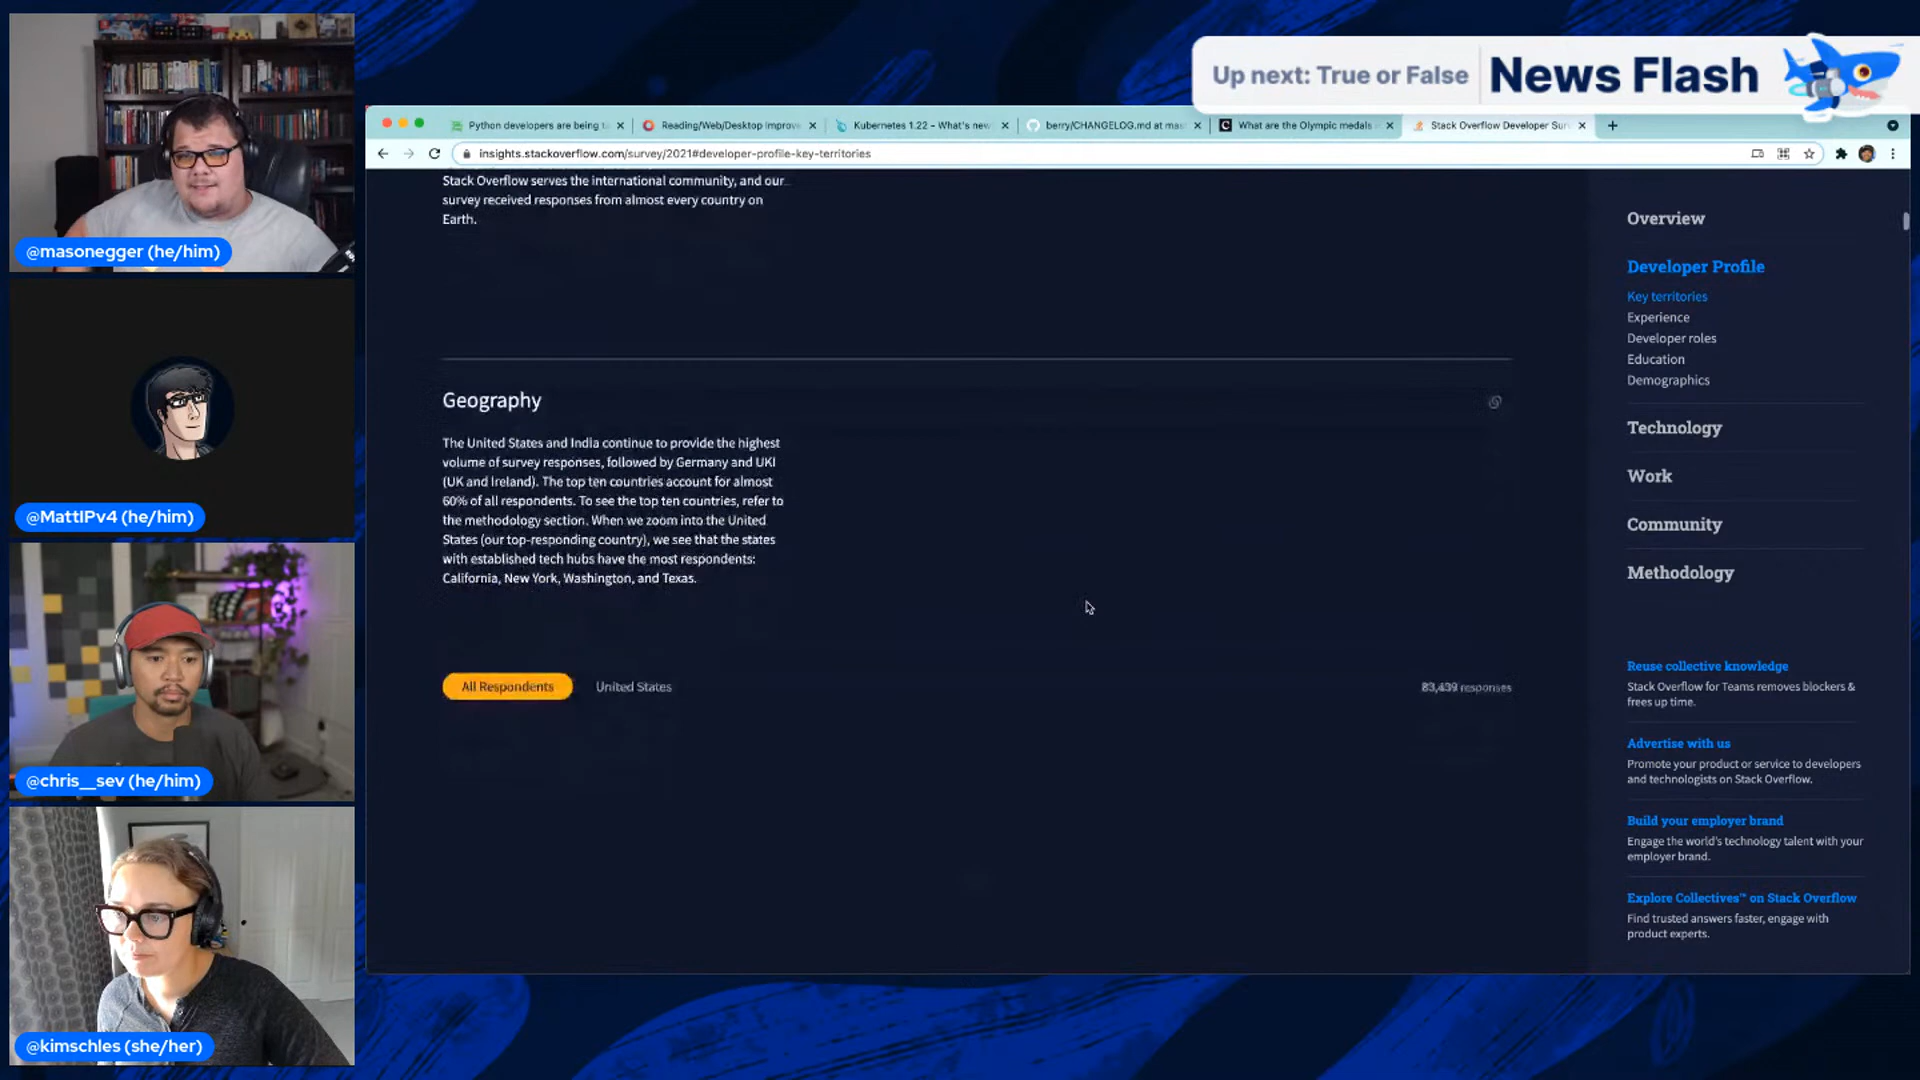 Up next: True or False
News Flash
Python developers are being t
Reading/Web/Desktop Improve
Kubernetes 1.22 – What's new
berry/CHANGELOG.md at mas
What are the Olympic medals
Stack Overflow Developer Sur
insights.stackoverflow.com/survey/2021#developer-profile-key-territories
Stack Overflow serves the international community, and our
survey received responses from almost every country on
Earth.
Geography
The United States and India continue to provide the highest
volume of survey responses, followed by Germany and UKI
(UK and Ireland). The top ten countries account for almost
60% of all respondents. To see the top ten countries, refer to
the methodology section. When we zoom into the United
States (our top-responding country), we see that the states
with established tech hubs have the most respondents:
California, New York, Washington, and Texas.
All Respondents
United States
83,439 responses
Overview
Developer Profile
Key territories
Experience
Developer roles
Education
Demographics
Technology
Work
Community
Methodology
Reuse collective knowledge
Stack Overflow for Teams removes blockers &
frees up time.
Advertise with us
Promote your product or service to developers
and technologists on Stack Overflow.
Build your employer brand
Engage the world's technology talent with your
employer brand.
Explore Collectives™ on Stack Overflow
Find trusted answers faster, engage with
product experts.
@masonegger (he/him)
@MattIPv4 (he/him)
@chris__sev (he/him)
@kimschles (she/her)